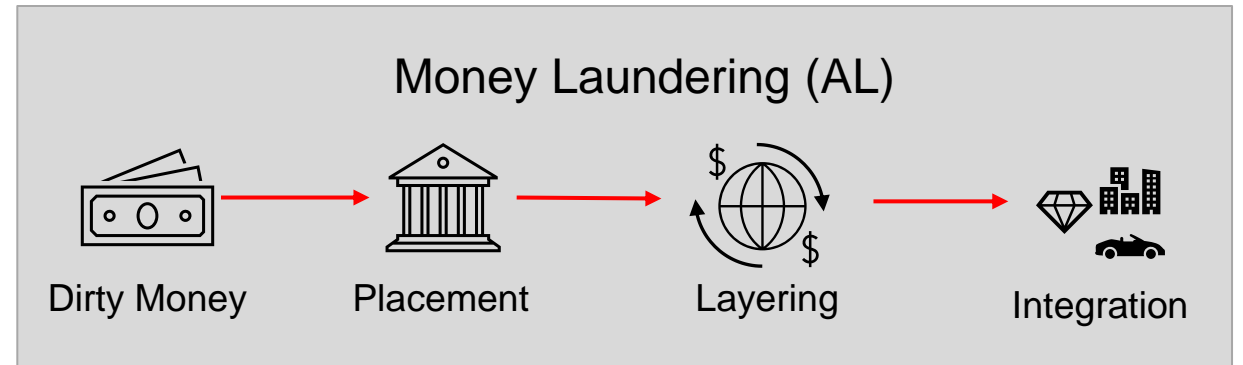 Money Laundering (AL)
$
$
Dirty Money
Placement
Layering
Integration